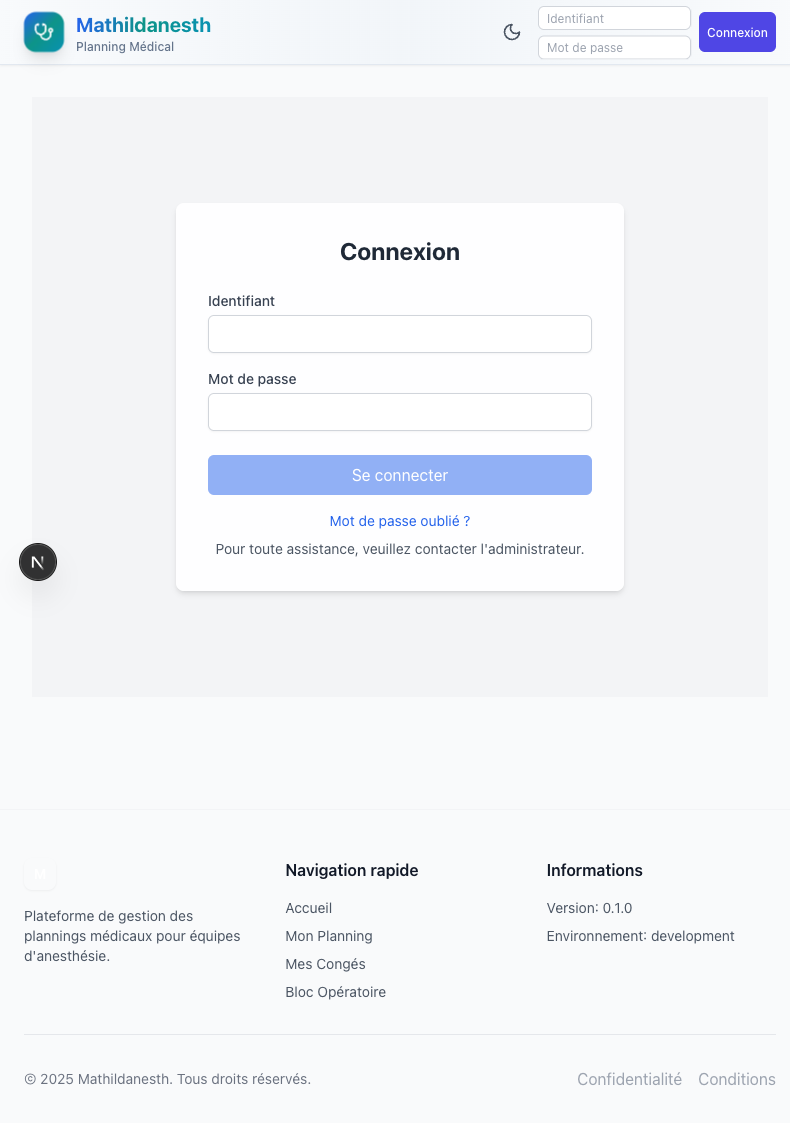 Mathildanesth
Planning Médical
Identifiant
Mot de passe
Connexion
Connexion
Identifiant
Mot de passe
Se connecter
Mot de passe oublié ?
Pour toute assistance, veuillez contacter l'administrateur.
N
Plateforme de gestion des
plannings médicaux pour équipes
d'anesthésie.
Navigation rapide
Accueil
Mon Planning
Mes Congés
Bloc Opératoire
Informations
Version: 0.1.0
Environnement: development
© 2025 Mathildanesth. Tous droits réservés.
Confidentialité
Conditions